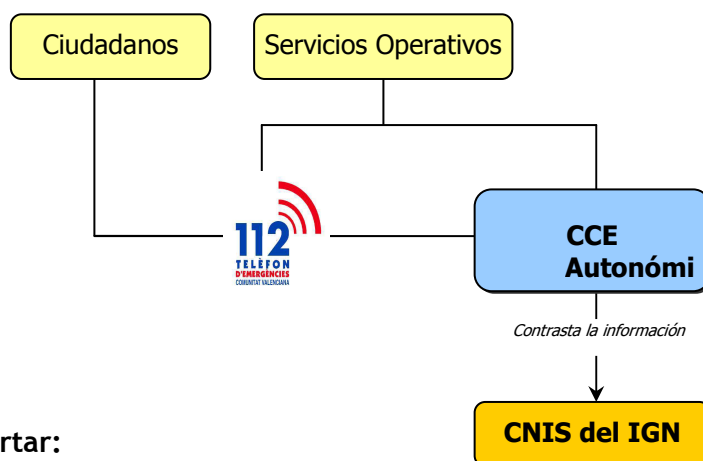 Ciudadanos
Servicios Operativos
112
TELÈFON
D'EMERGÈNCIES
COMUNITAT VALENCIANA
CCE
Autonómi
Contrasta la información
CNIS del IGN
rtar: